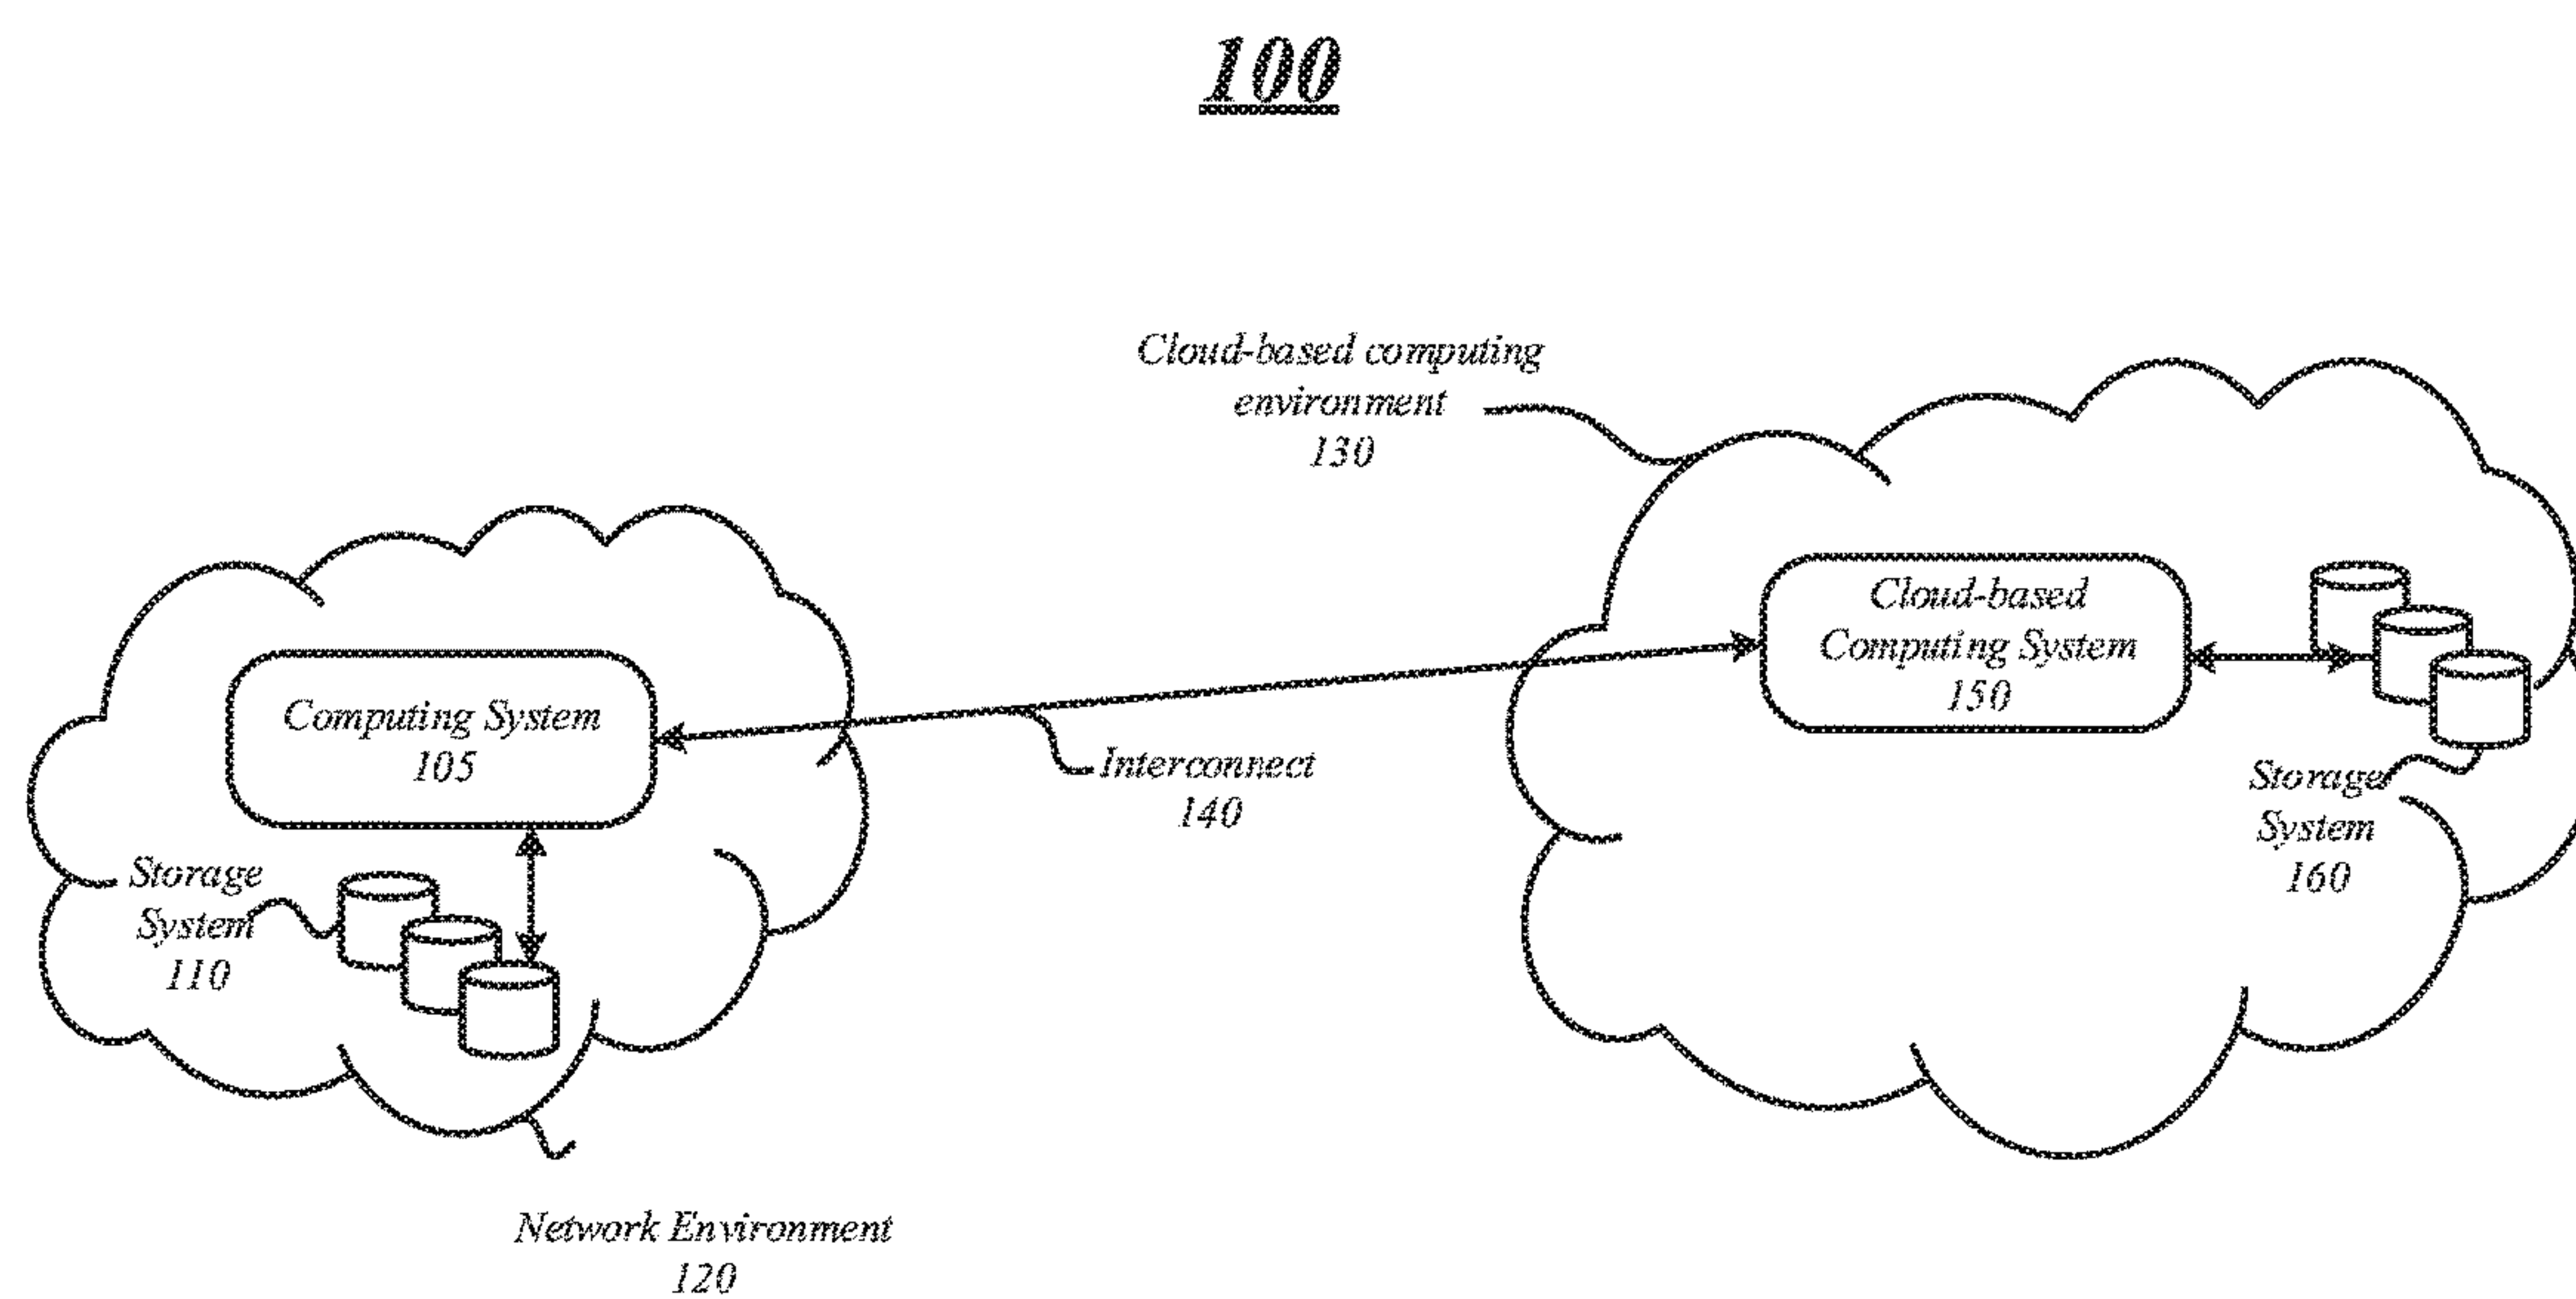 100
Cloud-based computing
environment
130
Cloud-based
Computing System
150
Computing System
105
Interconnect
140
Storage
System
160
Storage
System
110
Network Environment
120